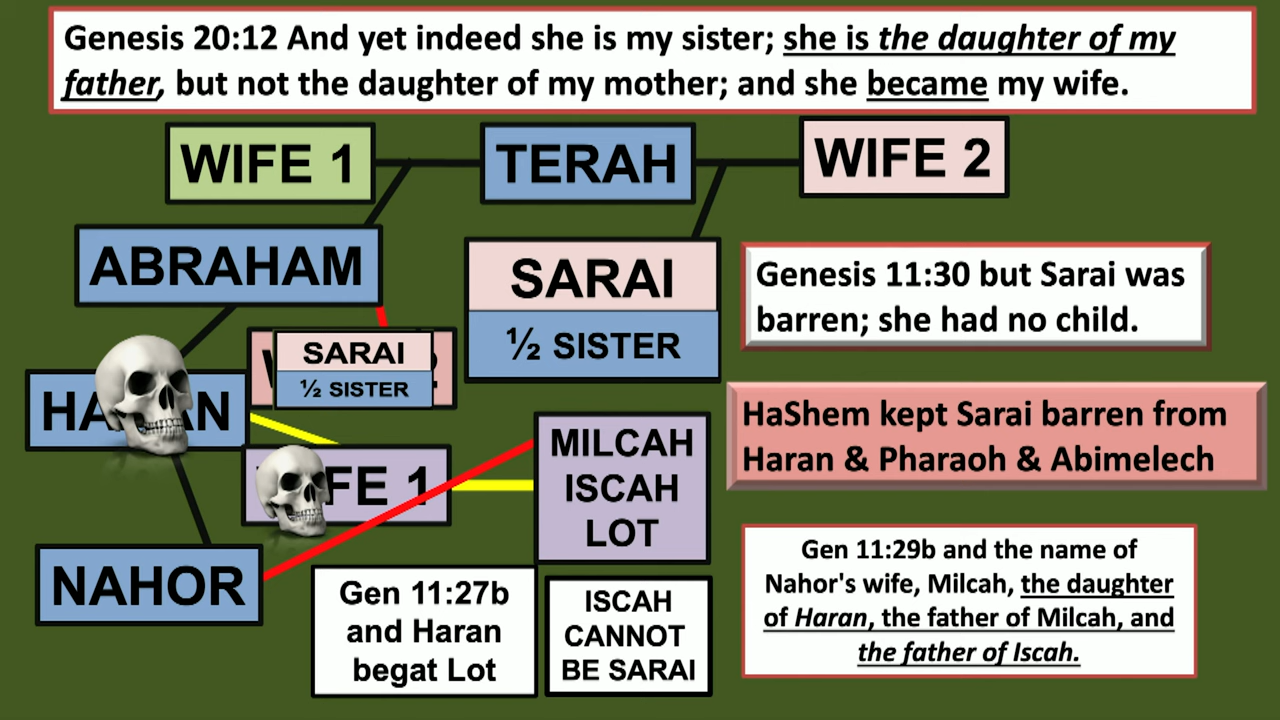 Genesis 20:12 And yet indeed she is my sister; she is the daughter of my
father, but not the daughter of my mother; and she became my wife.
WIFE 1
TERAH
WIFE 2
ABRAHAM
SARAI
½ SISTER
Genesis 11:30 but Sarai was
barren; she had no child.
SARAI
½ SISTER
HaShem kept Sarai barren from
Haran & Pharaoh & Abimelech
MILCAH
ISCAH
LOT
NAHOR
Gen 11:27b
and Haran
begat Lot
ISCAH
CANNOT
BE SARAI
Gen 11:29b and the name of
Nahor's wife, Milcah, the daughter
of Haran, the father of Milcah, and
the father of Iscah.